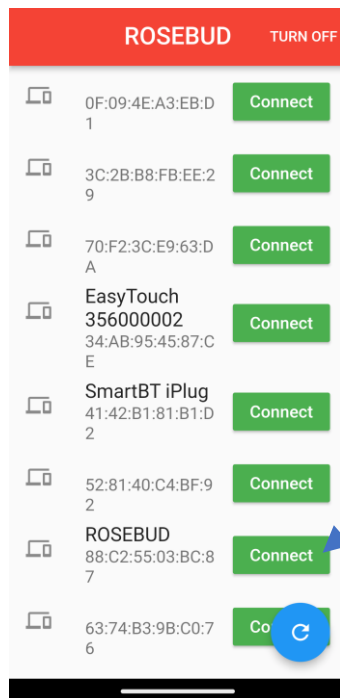 ROSEBUD TURN OFF
0F:09:4E:A3:EB:D Connect
1
3C:2B:B8:FB:EE:2 Connect
9
70:F2:3C:E9:63:D Connect
A
EasyTouch
356000002 Connect
34:AB:95:45:87:C
E
SmartBT iPlug
41:42:B1:81:B1:D Connect
2
52:81:40:C4:BF:9 Connect
2
ROSEBUD
88:C2:55:03:BC:8 Connect
7
63:74:B3:9B:C0:7 Co
6